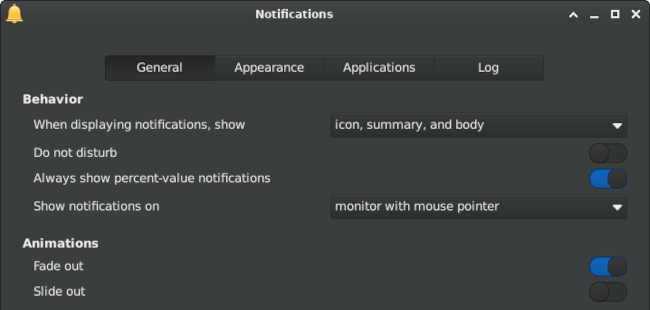 Notifications
General Appearance Applications Log
Behavior
When displaying notifications, show icon, summary, and body
Do not disturb
Always show percent-value notifications
Show notifications on monitor with mouse pointer
Animations
Fade out
Slide out